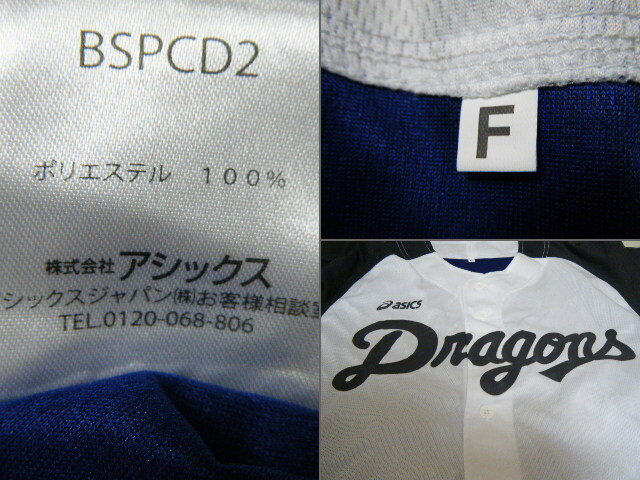 BSPCD2
ポリエステル 100%
株式会社 アシックス
シックスジャパン㈱お客様相談室
TEL.0120-068-806
F
asics
Dragons